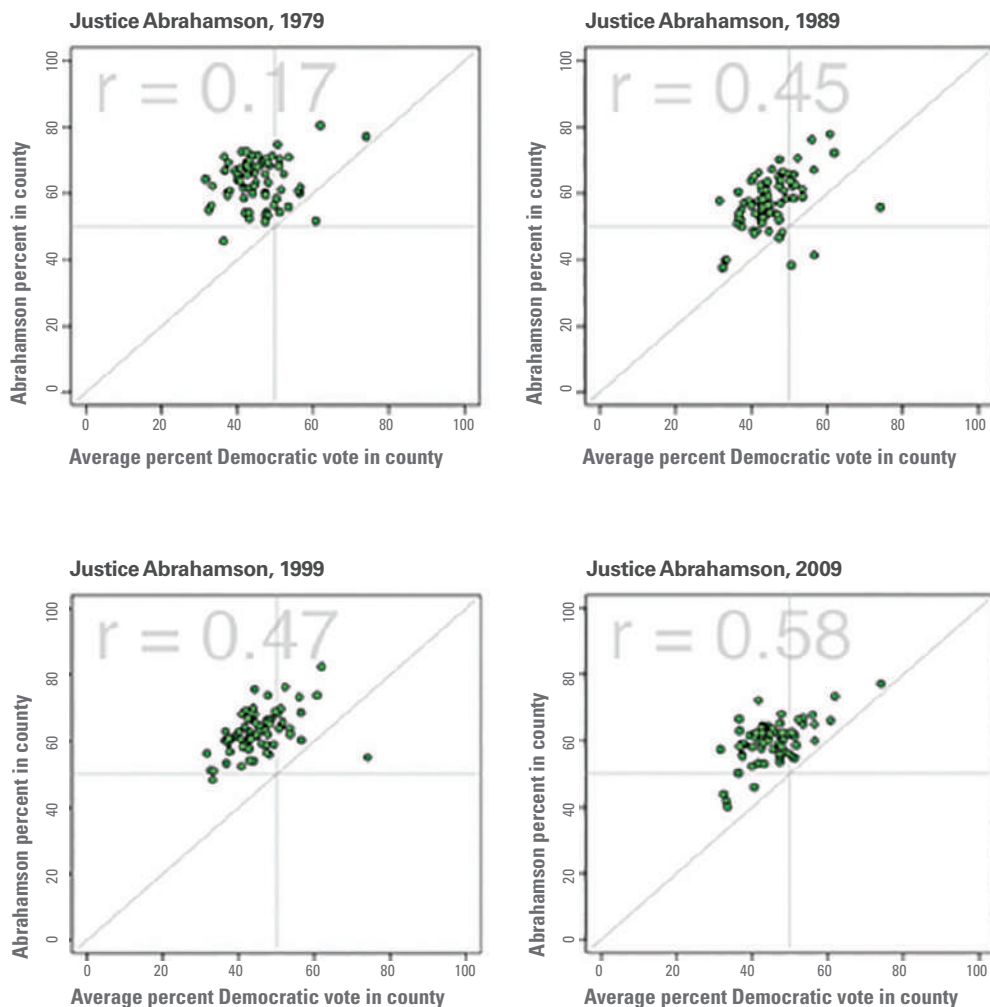 Justice Abrahamson, 1979
r = 0.17
Abrahamson percent in county
100
80
60
40
20
0
0 20 40 60 80 100
Average percent Democratic vote in county
Justice Abrahamson, 1989
r = 0.45
Abrahamson percent in county
100
80
60
40
20
0
0 20 40 60 80 100
Average percent Democratic vote in county
Justice Abrahamson, 1999
r = 0.47
Abrahamson percent in county
100
80
60
40
20
0
0 20 40 60 80 100
Average percent Democratic vote in county
Justice Abrahamson, 2009
r = 0.58
Abrahamson percent in county
100
80
60
40
20
0
0 20 40 60 80 100
Average percent Democratic vote in county